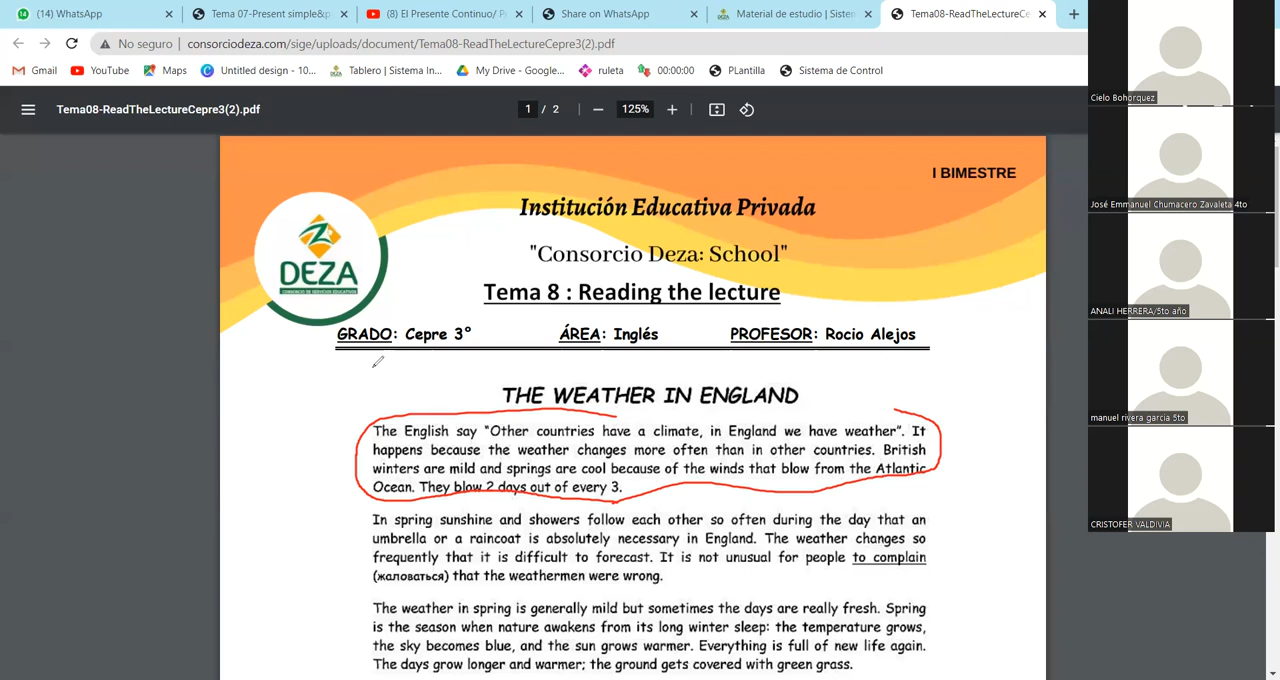 (14) WhatsApp
Tema 07-Present simple&p
(8) El Presente Continuo/ P
Share on WhatsApp
Material de estudio | Sistem
Tema08-ReadTheLectureCe
No seguro | consorciodeza.com/sige/uploads/document/Tema08-ReadTheLectureCepre3(2).pdf
Gmail YouTube Maps Untitled design - 10... Tablero | Sistema In... My Drive - Google... ruleta 00:00:00 PLantilla Sistema de Control
Tema08-ReadTheLectureCepre3(2).pdf 1 / 2 125%
I BIMESTRE
Institución Educativa Privada
"Consorcio Deza: School"
DEZA
CONSORCIO DE SERVICIOS EDUCATIVOS
Tema 8 : Reading the lecture
GRADO: Cepre 3° ÁREA: Inglés PROFESOR: Rocio Alejos
THE WEATHER IN ENGLAND
The English say “Other countries have a climate, in England we have weather”. It
happens because the weather changes more often than in other countries. British
winters are mild and springs are cool because of the winds that blow from the Atlantic
Ocean. They blow 2 days out of every 3.
In spring sunshine and showers follow each other so often during the day that an
umbrella or a raincoat is absolutely necessary in England. The weather changes so
frequently that it is difficult to forecast. It is not unusual for people to complain
(жаловаться) that the weathermen were wrong.
The weather in spring is generally mild but sometimes the days are really fresh. Spring
is the season when nature awakens from its long winter sleep: the temperature grows,
the sky becomes blue, and the sun grows warmer. Everything is full of new life again.
The days grow longer and warmer; the ground gets covered with green grass.
Cielo Bohorquez
José Emmanuel Chumacero Zavaleta 4to
ANALI HERRERA/5to año
manuel rivera garcia 5to
CRISTOFER VALDIVIA